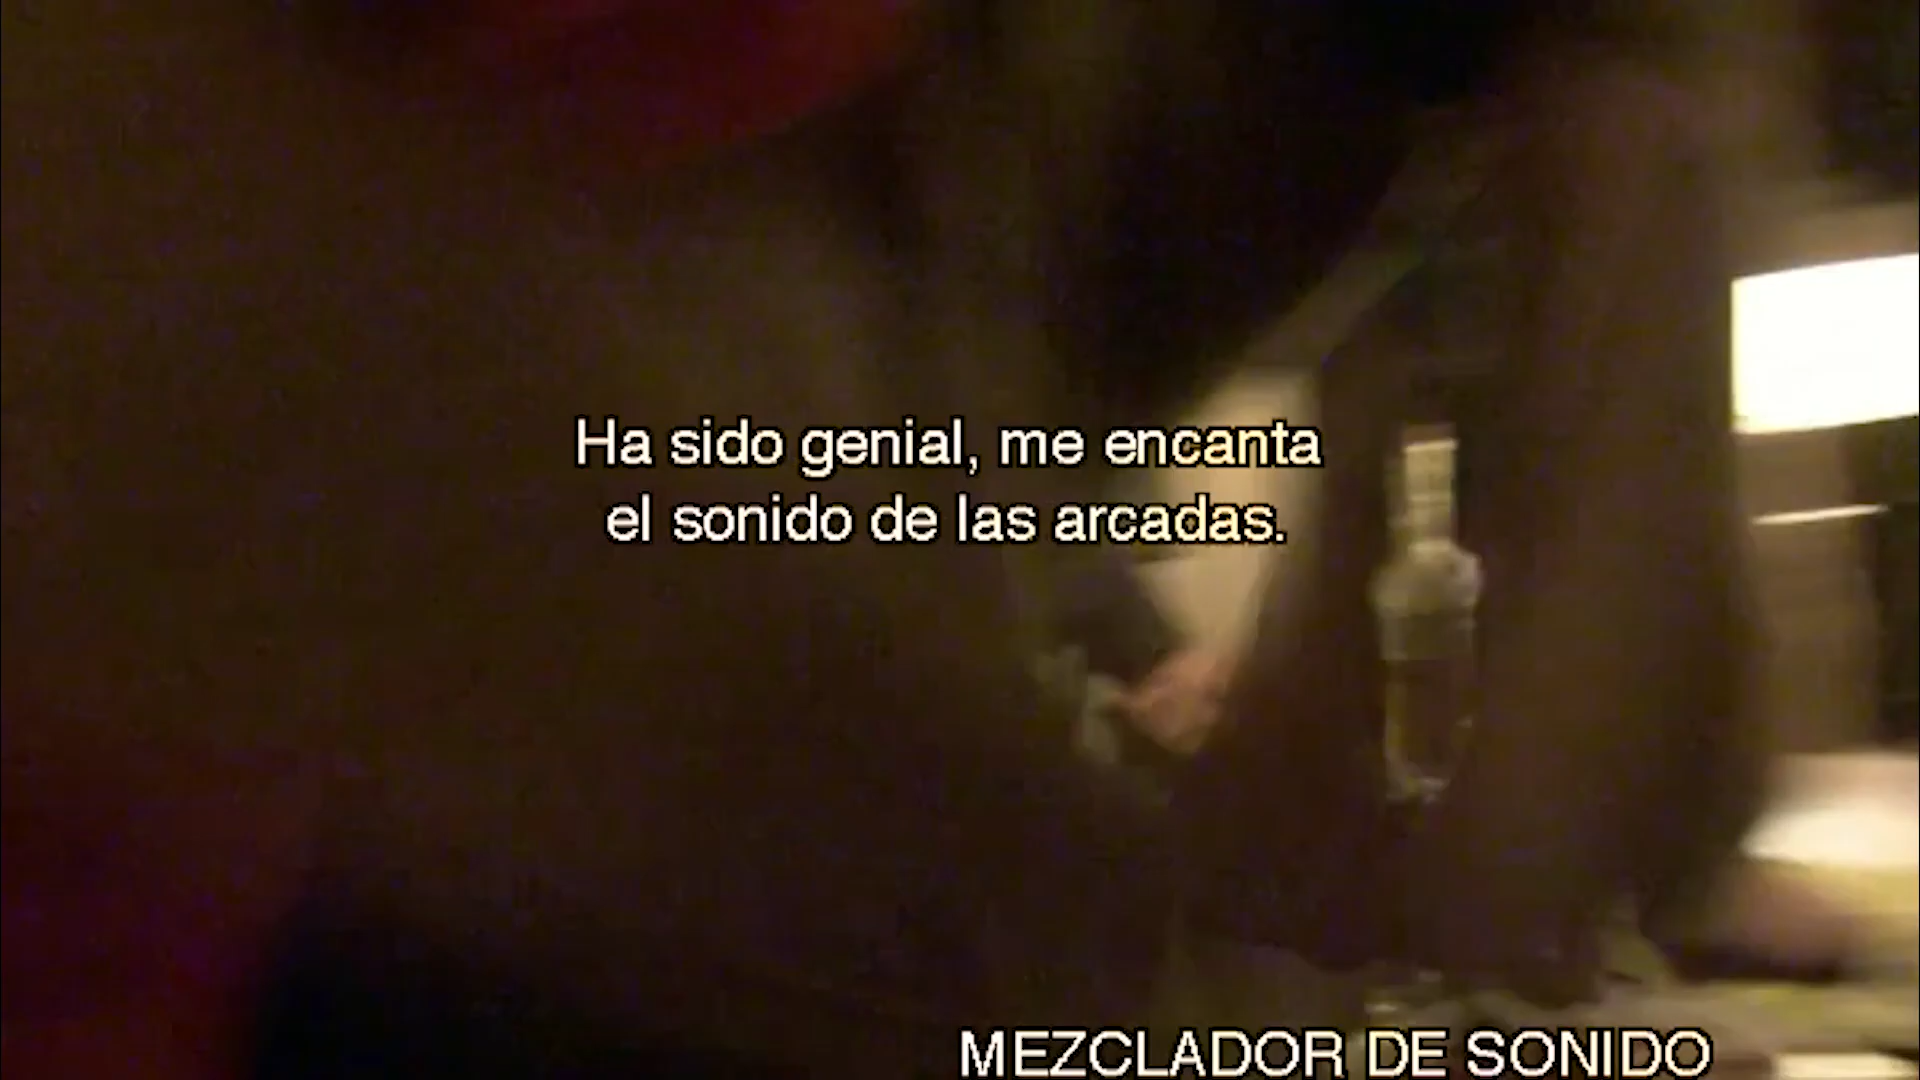 Ha sido genial, me encanta
el sonido de las arcadas.
MEZCLADOR DE SONIDO